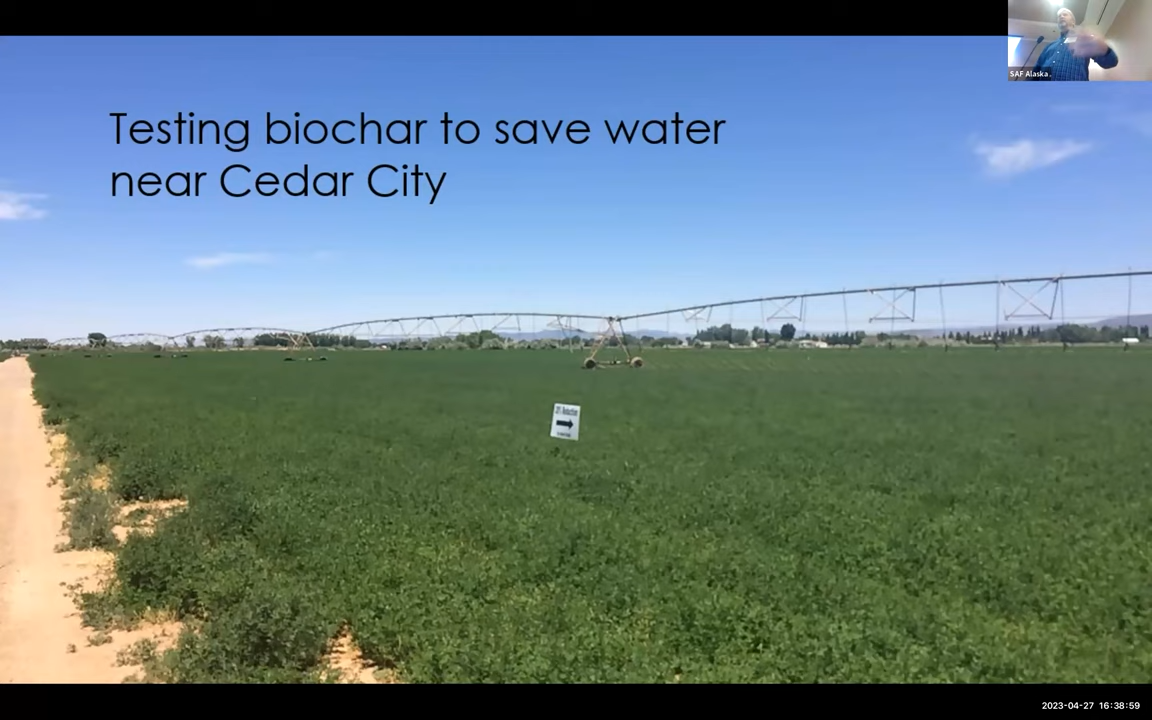 SAF Alaska
Testing biochar to save water
near Cedar City
2023-04-27 16:38:59